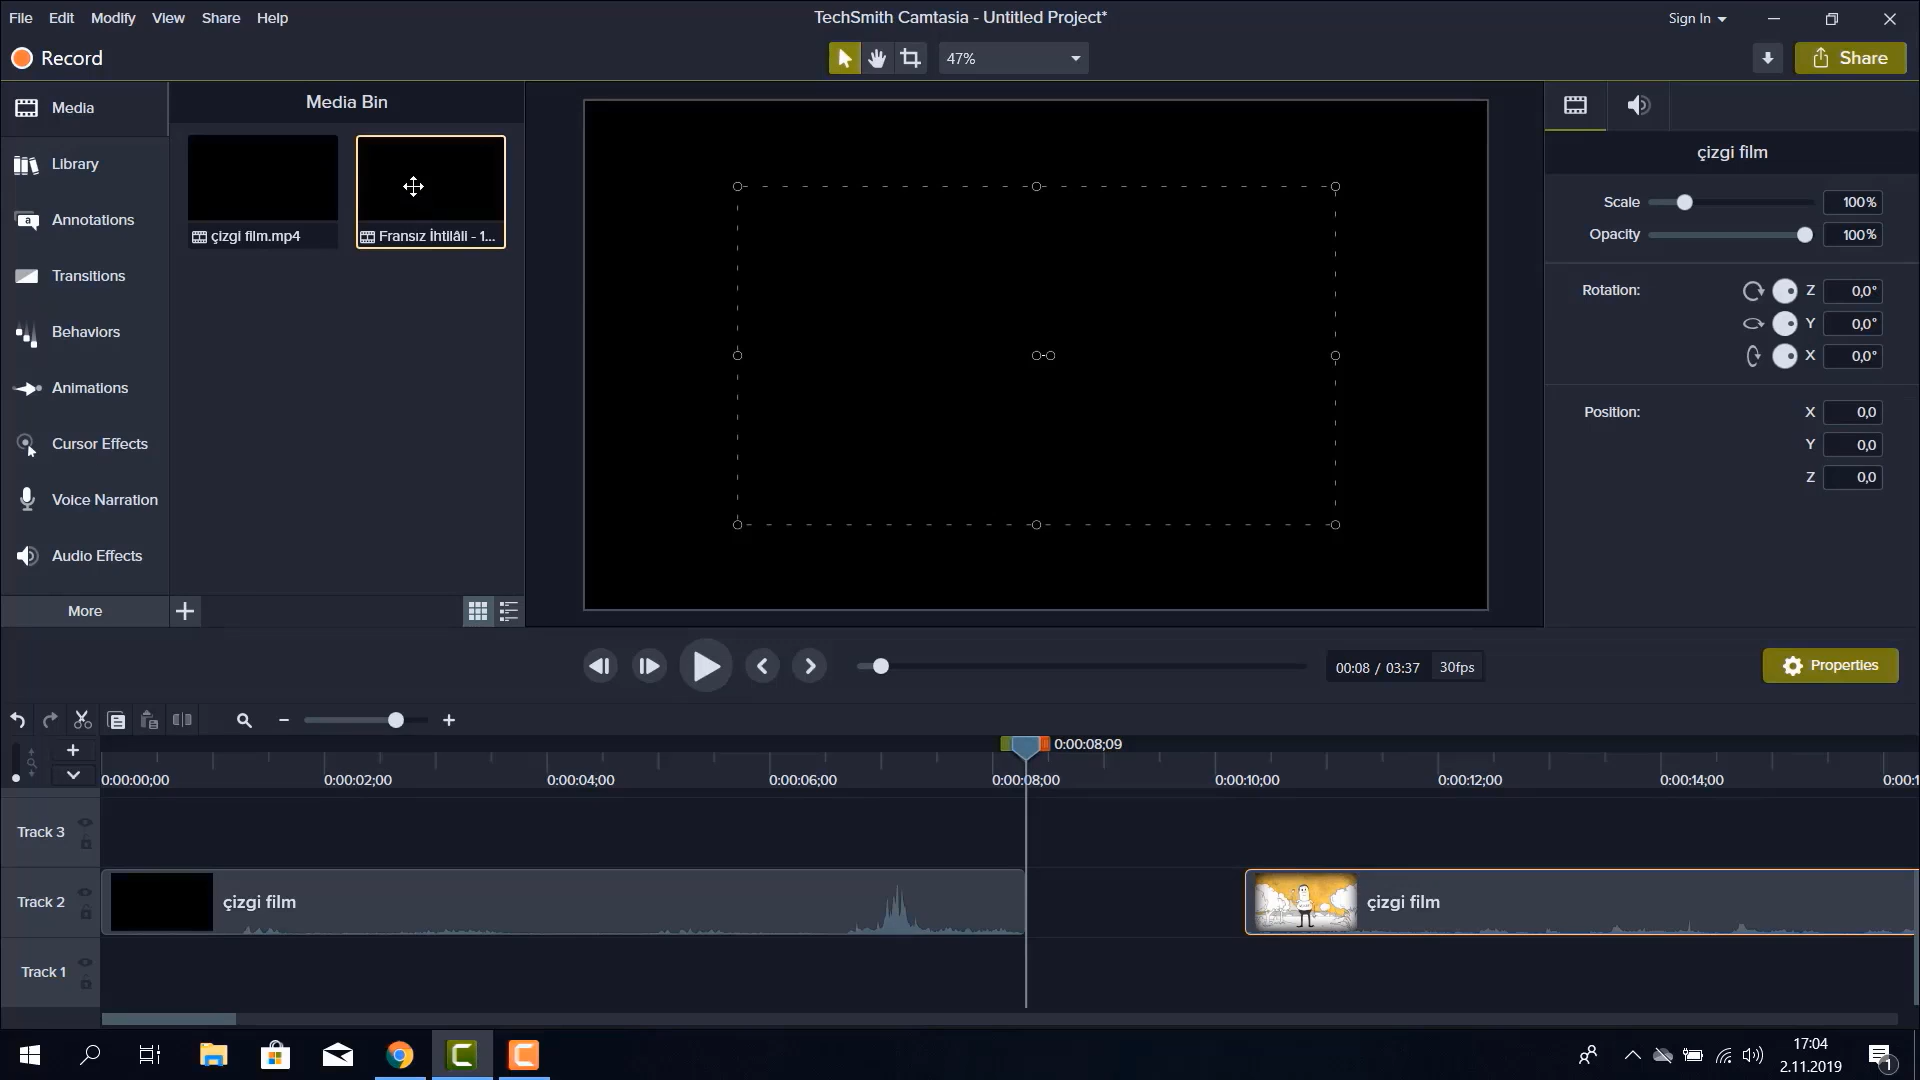 File Edit Modify View Share Help
TechSmith Camtasia - Untitled Project*
Sign In
Record
47%
Share
Media
Library
Annotations
Transitions
Behaviors
Animations
Cursor Effects
Voice Narration
Audio Effects
More
Media Bin
çizgi film.mp4
Fransız İhtilâli - 1...
çizgi film
Scale 100%
Opacity 100%
Rotation: Z 0,0°
Y 0,0°
X 0,0°
Position: X 0,0
Y 0,0
Z 0,0
00:08 / 03:37 30fps
Properties
0:00:08;09
0:00:00;00 0:00:02;00 0:00:04;00 0:00:06;00 0:00:08;00 0:00:10;00 0:00:12;00 0:00:14;00 0:00:1
Track 3
Track 2
çizgi film
çizgi film
Track 1
17:04
2.11.2019
1